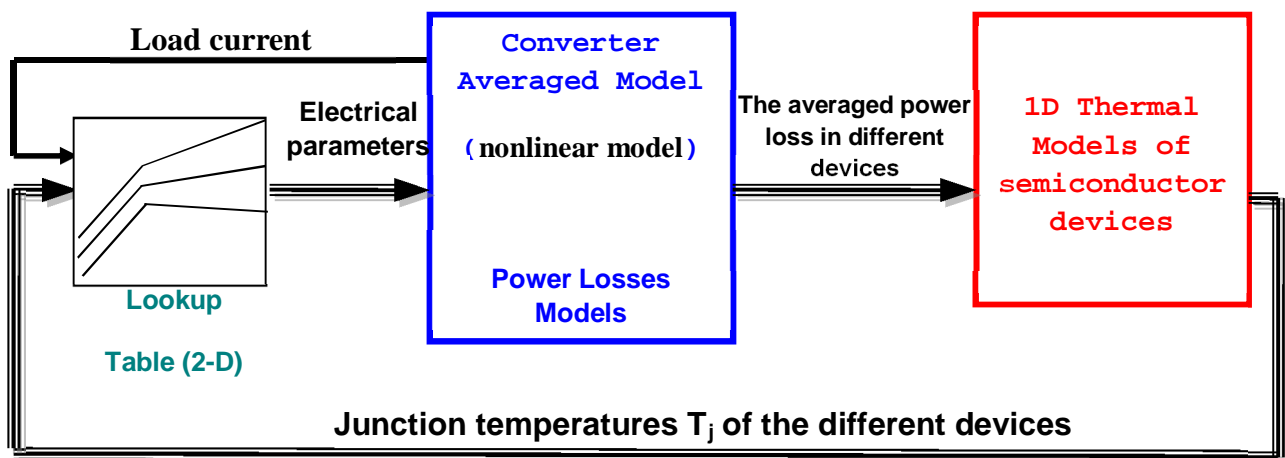 Load current
Lookup
Table (2-D)
Electrical
parameters
Converter
Averaged Model
(nonlinear model)
Power Losses
Models
The averaged power
loss in different
devices
1D Thermal
Models of
semiconductor
devices
Junction temperatures Tj of the different devices